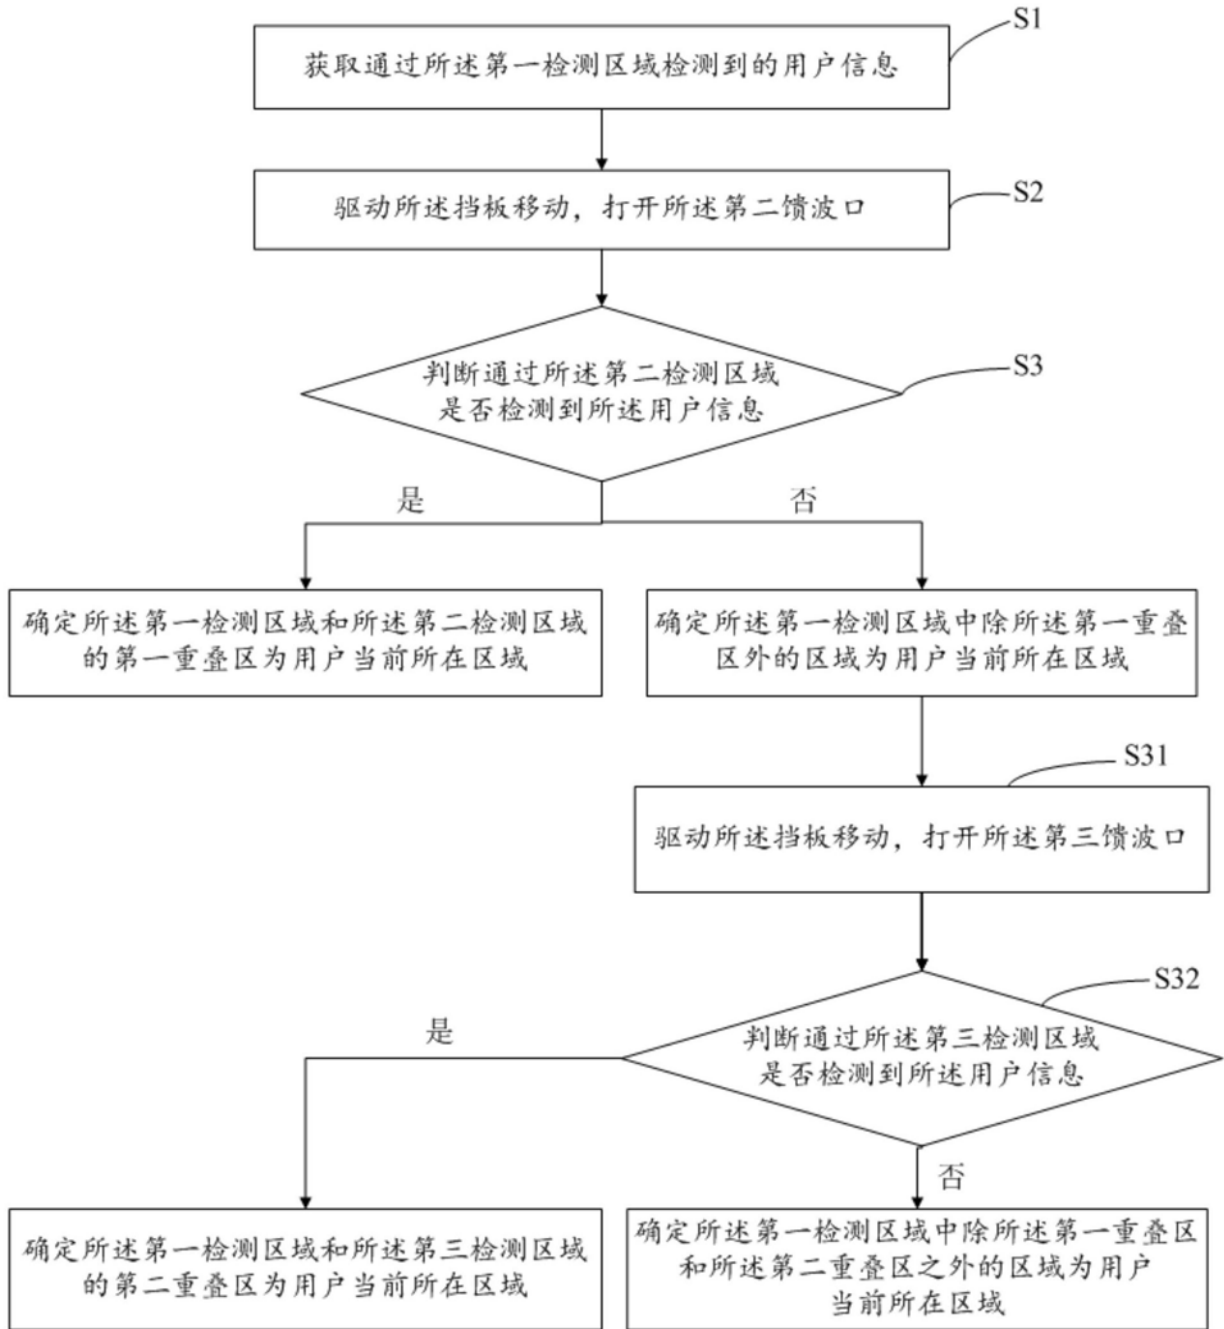 S1
获取通过所述第一检测区域检测到的用户信息
S2
驱动所述挡板移动，打开所述第二馈波口
S3
判断通过所述第二检测区域
是否检测到所述用户信息
是
否
确定所述第一检测区域和所述第二检测区域
的第一重叠区为用户当前所在区域
确定所述第一检测区域中除所述第一重叠
区外的区域为用户当前所在区域
S31
驱动所述挡板移动，打开所述第三馈波口
S32
判断通过所述第三检测区域
是否检测到所述用户信息
是
否
确定所述第一检测区域和所述第三检测区域
的第二重叠区为用户当前所在区域
确定所述第一检测区域中除所述第一重叠区
和所述第二重叠区之外的区域为用户
当前所在区域